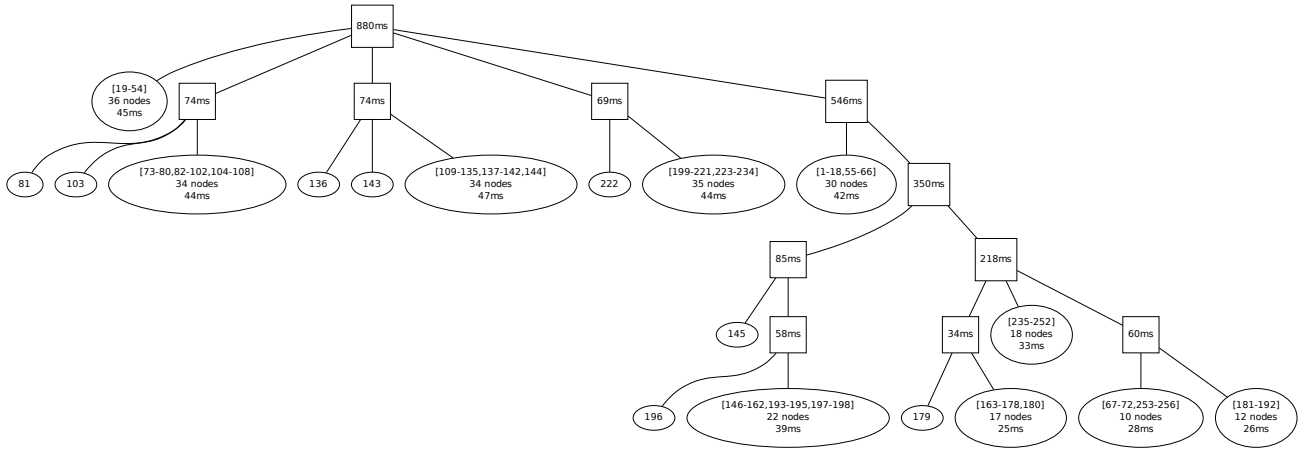 880ms
[19-54]
36 nodes
45ms
74ms
74ms
69ms
546ms
81
103
[73-80,82-102,104-108]
34 nodes
44ms
136
143
[109-135,137-142,144]
34 nodes
47ms
222
[199-221,223-234]
35 nodes
44ms
[1-18,55-66]
30 nodes
42ms
350ms
85ms
218ms
145
58ms
34ms
[235-252]
18 nodes
33ms
60ms
196
[146-162,193-195,197-198]
22 nodes
39ms
179
[163-178,180]
17 nodes
25ms
[67-72,253-256]
10 nodes
28ms
[181-192]
12 nodes
26ms